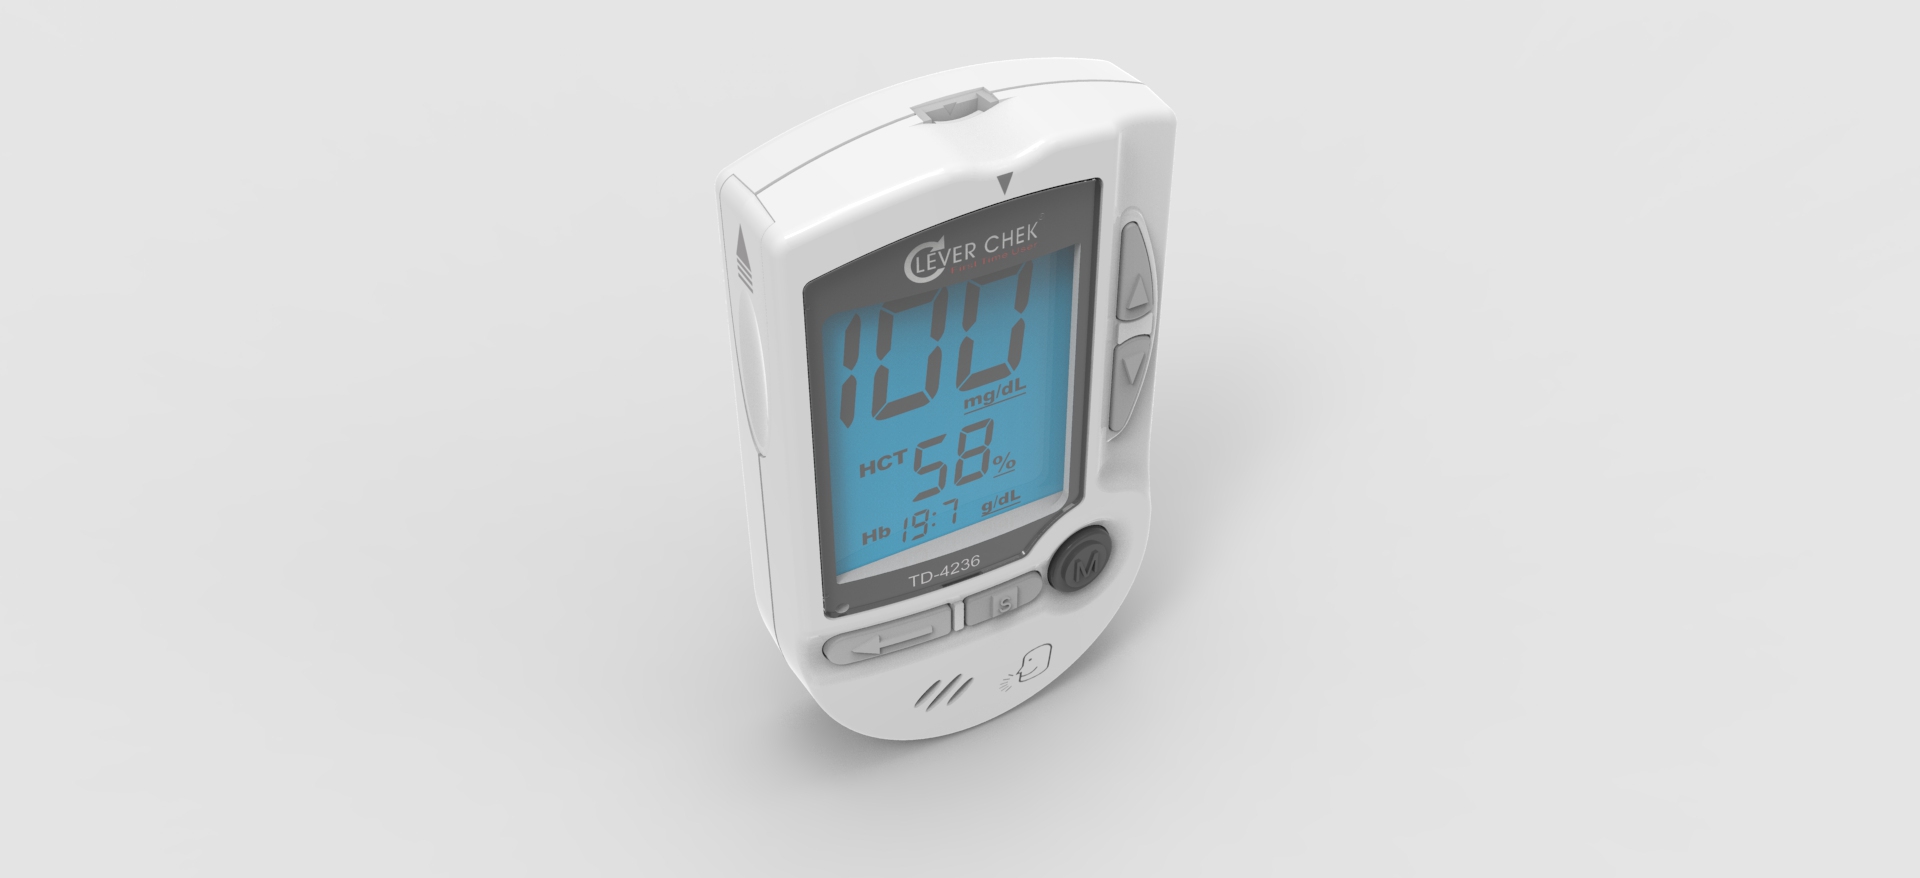 CLEVER CHEK
100
mg/dL
HCT 58 %
Hb 19:7 g/dL
TD-4236
S
M